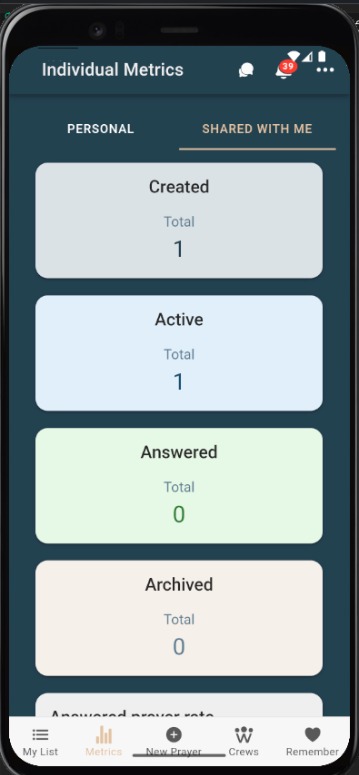 Individual Metrics
39
PERSONAL
SHARED WITH ME
Created
Total
1
Active
Total
1
Answered
Total
0
Archived
Total
0
Answered prayer rate
My List
Metrics
New Prayer
Crews
Remember